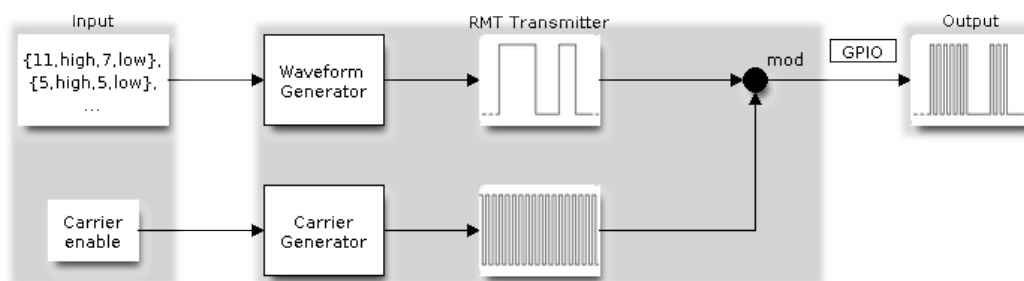 Input
RMT Transmitter
Output
{11,high,7,low},
{5,high,5,low},
...
Waveform
Generator
mod
GPIO
Carrier
enable
Carrier
Generator